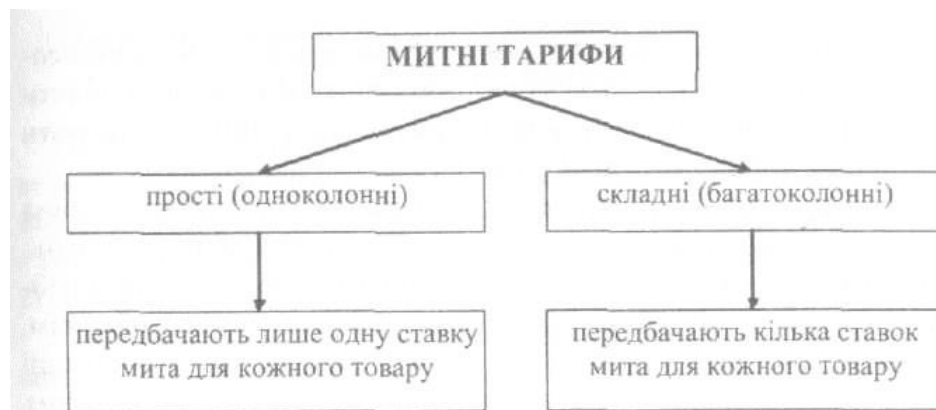 МИТНІ ТАРИФИ
прості (одноколонні)
складні (багатоколонні)
передбачають лише одну ставку
мита для кожного товару
передбачають кілька ставок
мита для кожного товару